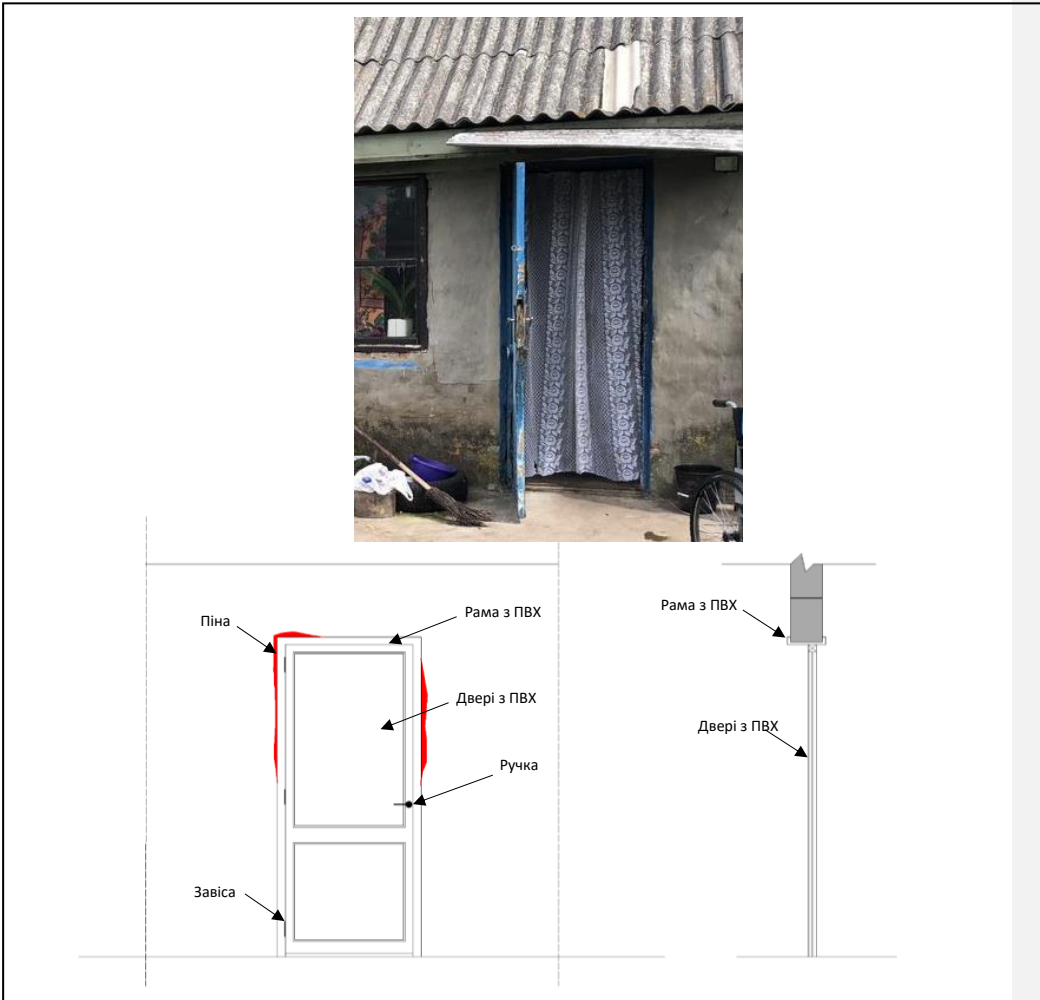 Рама з ПВХ
Піна
Рама з ПВХ
Двері з ПВХ
Двері з ПВХ
Ручка
Завіса